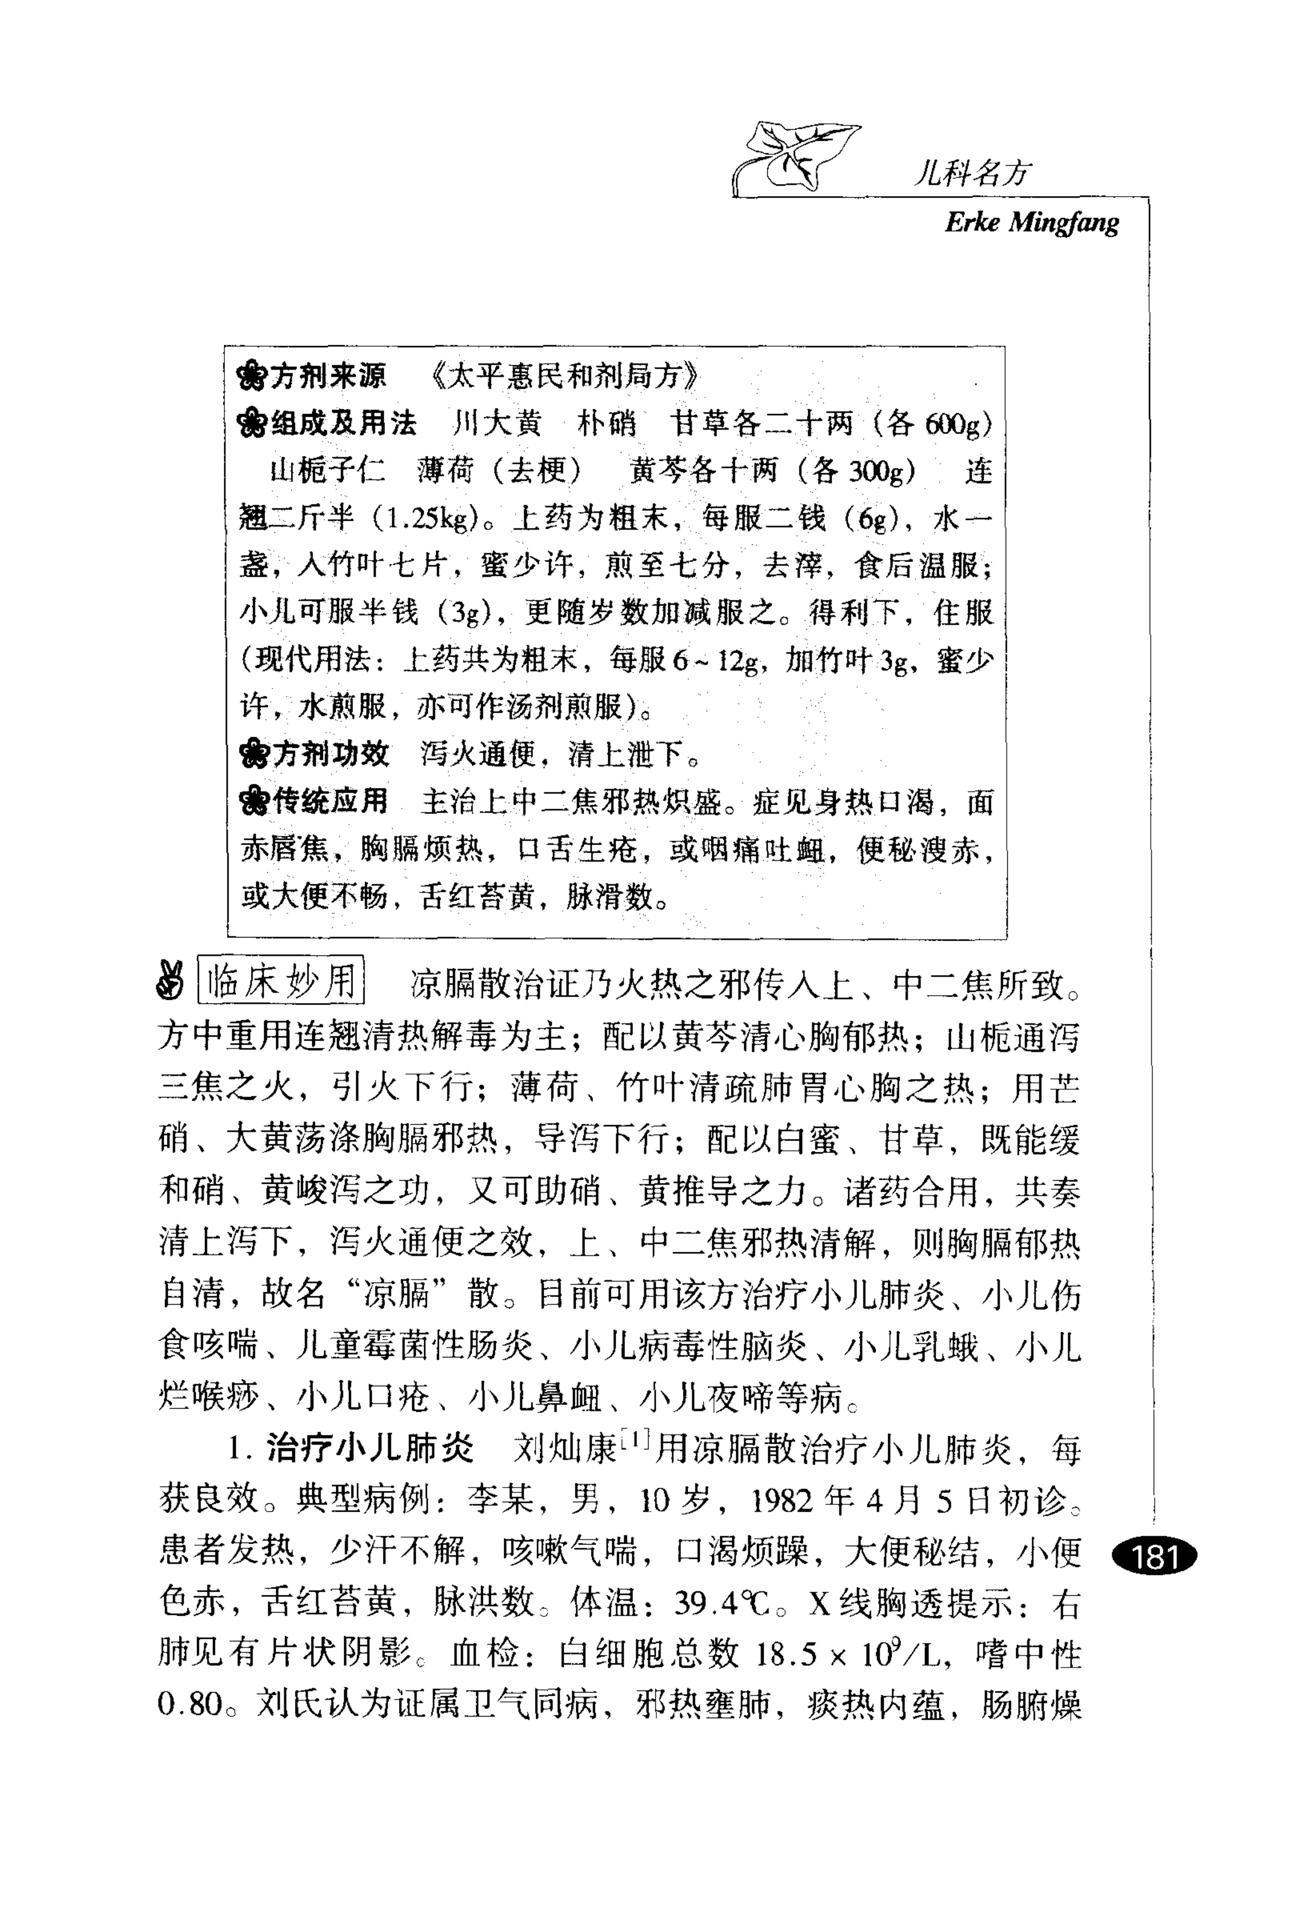 儿科名方
Erke Mingfang
方剂来源 《太平惠民和剂局方》
组成及用法 川大黄 朴硝 甘草各二十两（各 600g）
山栀子仁 薄荷（去梗） 黄芩各十两（各 300g） 连
翘二斤半（1.25kg）。上药为粗末，每服二钱（6g），水一
盏，入竹叶七片，蜜少许，煎至七分，去滓，食后温服；
小儿可服半钱（3g），更随岁数加减服之。得利下，住服
（现代用法：上药共为粗末，每服 6～12g，加竹叶 3g，蜜少
许，水煎服，亦可作汤剂煎服）。
方剂功效 泻火通便，清上泄下。
传统应用 主治上中二焦邪热炽盛。症见身热口渴，面
赤唇焦，胸膈烦热，口舌生疮，或咽痛吐衄，便秘溲赤，
或大便不畅，舌红苔黄，脉滑数。
临床妙用 凉膈散治证乃火热之邪传入上、中二焦所致。
方中重用连翘清热解毒为主；配以黄芩清心胸郁热；山栀通泻
三焦之火，引火下行；薄荷、竹叶清疏肺胃心胸之热；用芒
硝、大黄荡涤胸膈邪热，导泻下行；配以白蜜、甘草，既能缓
和硝、黄峻泻之功，又可助硝、黄推导之力。诸药合用，共奏
清上泻下，泻火通便之效，上、中二焦邪热清解，则胸膈郁热
自清，故名“凉膈”散。目前可用该方治疗小儿肺炎、小儿伤
食咳喘、儿童霉菌性肠炎、小儿病毒性脑炎、小儿乳蛾、小儿
烂喉痧、小儿口疮、小儿鼻衄、小儿夜啼等病。
1. 治疗小儿肺炎 刘灿康[1]用凉膈散治疗小儿肺炎，每
获良效。典型病例：李某，男，10 岁，1982 年 4 月 5 日初诊。
患者发热，少汗不解，咳嗽气喘，口渴烦躁，大便秘结，小便
色赤，舌红苔黄，脉洪数。体温：39.4℃。X 线胸透提示：右
肺见有片状阴影。血检：白细胞总数 18.5 × 10⁹/L，嗜中性
0.80。刘氏认为证属卫气同病，邪热壅肺，痰热内蕴，肠腑燥
181